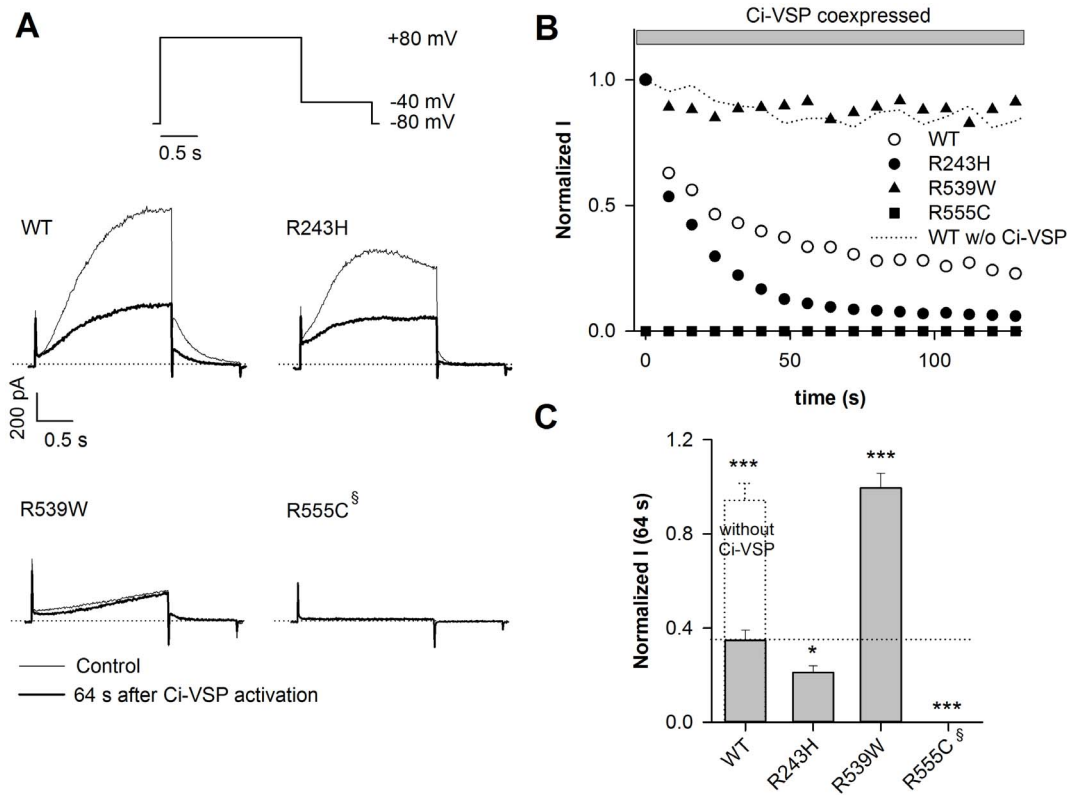 A
+80 mV
-40 mV
-80 mV
0.5 s
WT
R243H
200 pA
0.5 s
R539W
R555C§
Control
64 s after Ci-VSP activation
B
Ci-VSP coexpressed
Normalized I
1.0
0.5
0.0
WT
R243H
R539W
R555C
WT w/o Ci-VSP
0
50
100
time (s)
C
Normalized I (64 s)
1.2
0.8
0.4
0.0
***
without
Ci-VSP
*
***
***
WT
R243H
R539W
R555C§